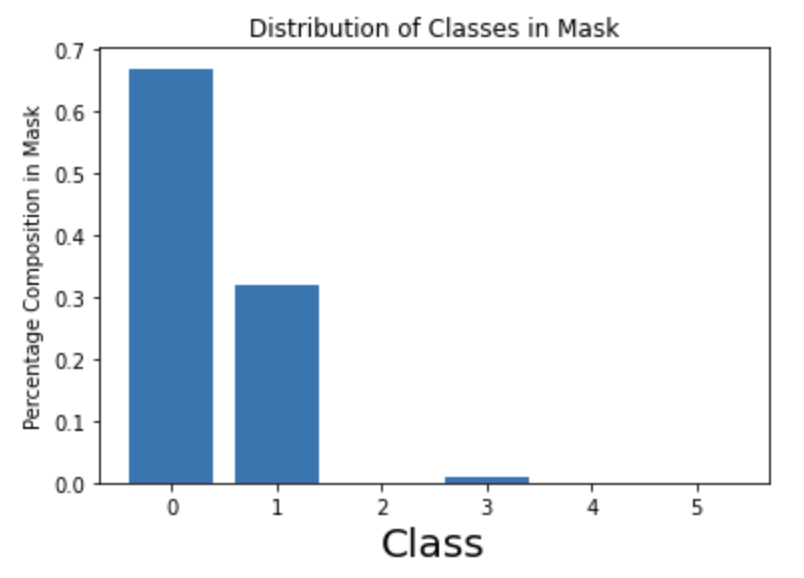 Distribution of Classes in Mask
Percentage Composition in Mask
0.7
0.6
0.5
0.4
0.3
0.2
0.1
0.0
0 1 2 3 4 5
Class